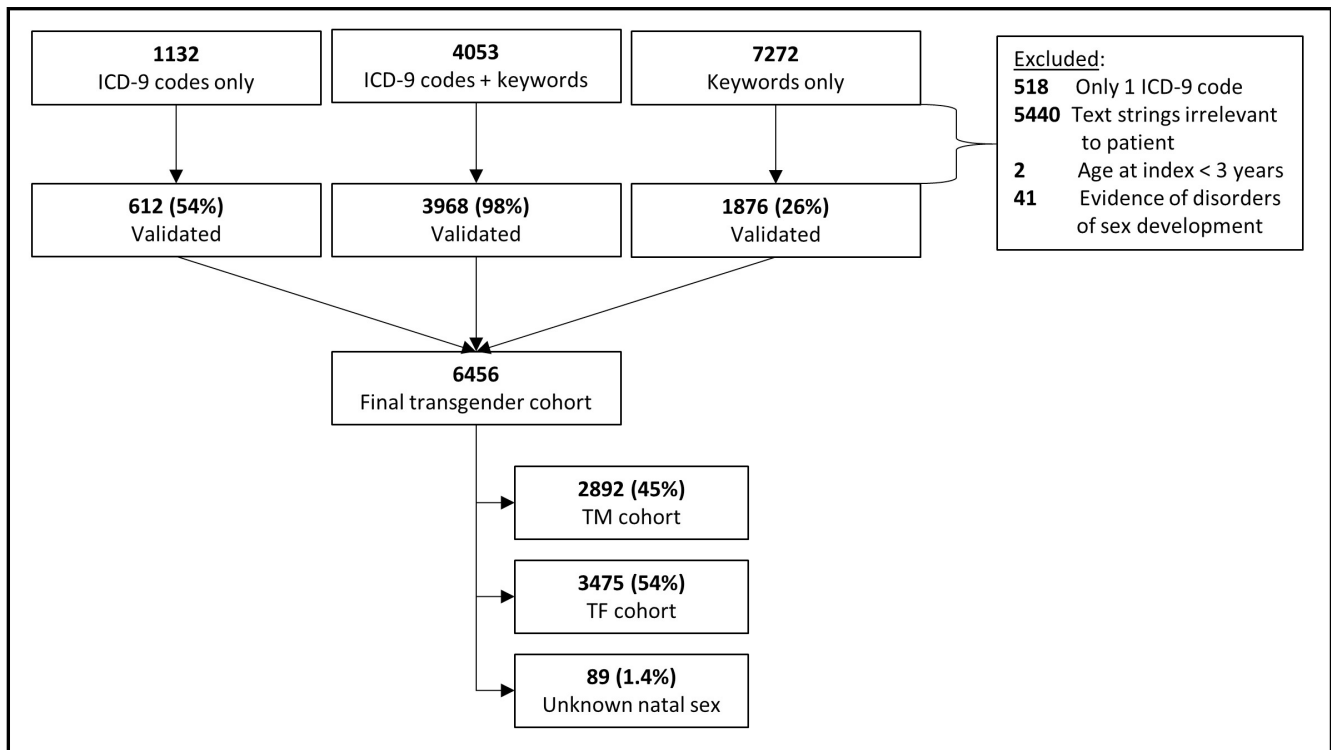 1132
ICD-9 codes only
4053
ICD-9 codes + keywords
7272
Keywords only
Excluded:
518 Only 1 ICD-9 code
5440 Text strings irrelevant
to patient
2 Age at index < 3 years
41 Evidence of disorders
of sex development
612 (54%)
Validated
3968 (98%)
Validated
1876 (26%)
Validated
6456
Final transgender cohort
2892 (45%)
TM cohort
3475 (54%)
TF cohort
89 (1.4%)
Unknown natal sex